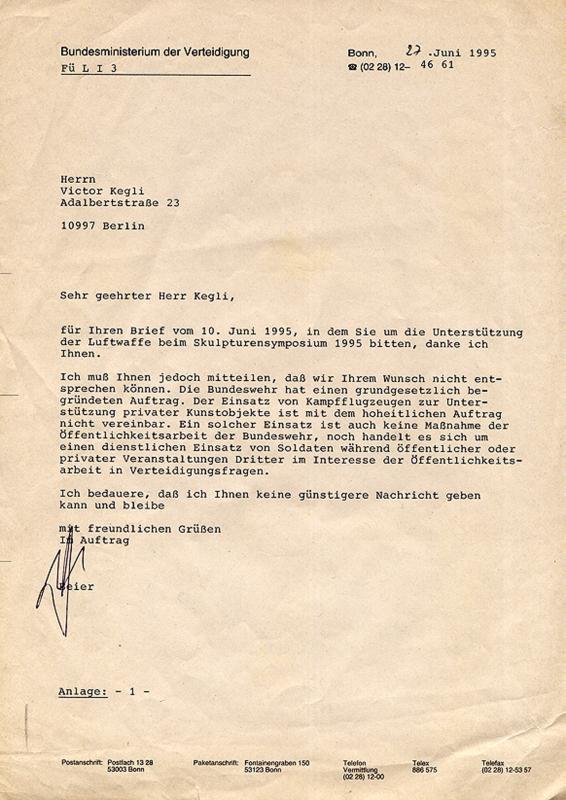 Bundesministerium der Verteidigung
Fü L I 3
Bonn, 27.Juni 1995
☎ (02 28) 12– 46 61
Herrn
Victor Kegli
Adalbertstraße 23
10997 Berlin
Sehr geehrter Herr Kegli,
für Ihren Brief vom 10. Juni 1995, in dem Sie um die Unterstützung
der Luftwaffe beim Skulpturensymposium 1995 bitten, danke ich
Ihnen.
Ich muß Ihnen jedoch mitteilen, daß wir Ihrem Wunsch nicht ent-
sprechen können. Die Bundeswehr hat einen grundgesetzlich be-
gründeten Auftrag. Der Einsatz von Kampfflugzeugen zur Unter-
stützung privater Kunstobjekte ist mit dem hoheitlichen Auftrag
nicht vereinbar. Ein solcher Einsatz ist auch keine Maßnahme der
Öffentlichkeitsarbeit der Bundeswehr, noch handelt es sich um
einen dienstlichen Einsatz von Soldaten während öffentlicher oder
privater Veranstaltungen Dritter im Interesse der Öffentlichkeits-
arbeit in Verteidigungsfragen.
Ich bedauere, daß ich Ihnen keine günstigere Nachricht geben
kann und bleibe
mit freundlichen Grüßen
Im Auftrag
Beier
Anlage: - 1 -
Postanschrift: Postfach 13 28
53003 Bonn
Paketanschrift: Fontainengraben 150
53123 Bonn
Telefon
Vermittlung
(02 28) 12-00
Telex
886 575
Telefax
(02 28) 12-53 57